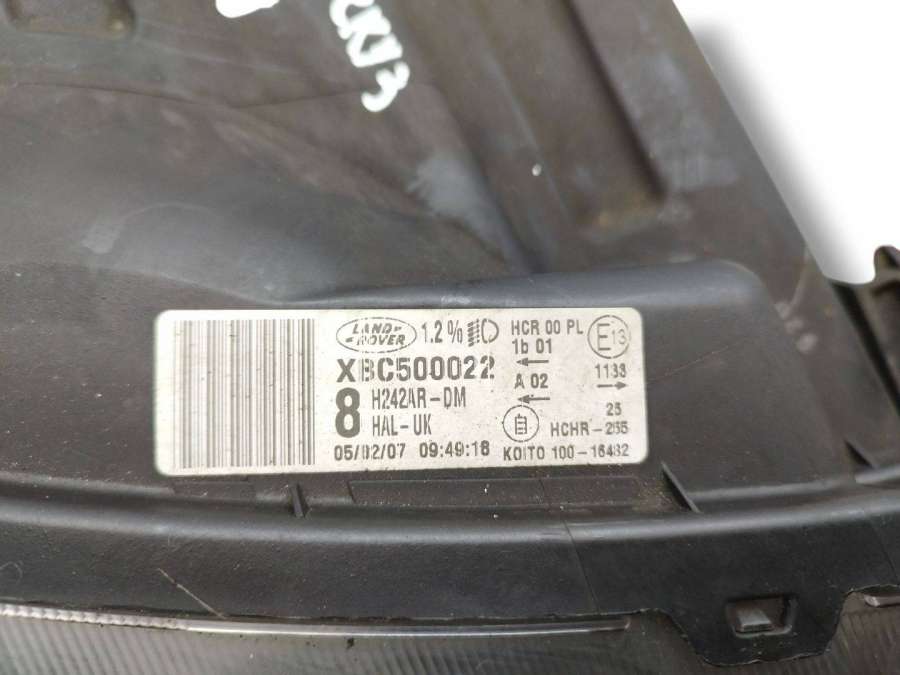 CKV3
LAND-
-ROVER
1.2%
HCR 00 PL
E13
XBC500022
1b 01
1133
8
H242AR-DM
A 02
HAL-UK
25
HCHR-255
05/02/07 09:49:18
KOITO 100-16432